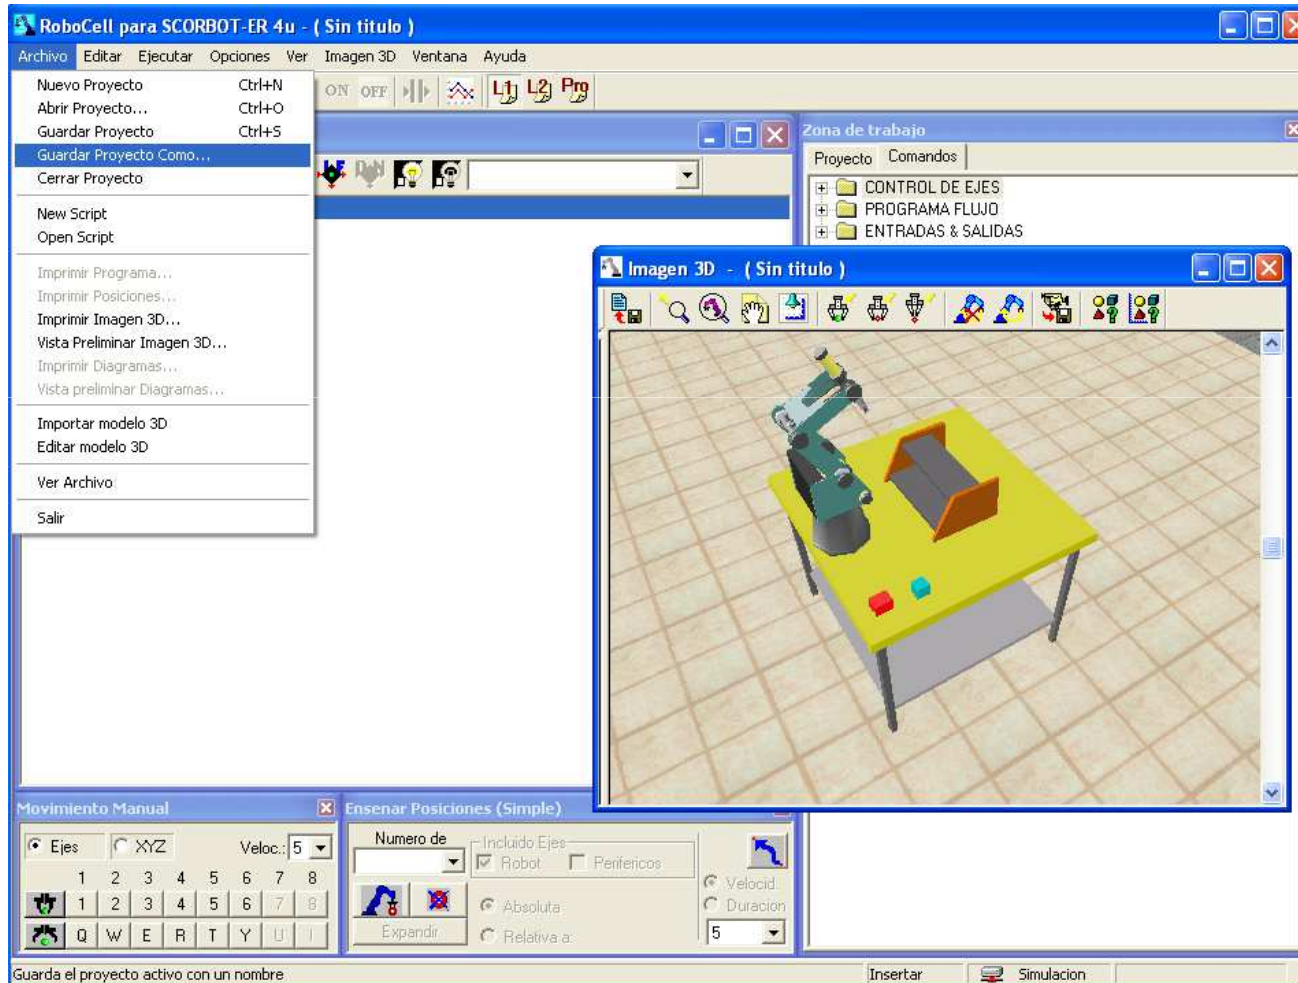 RoboCell para SCORBOT-ER 4u - ( Sin titulo )
Archivo Editar Ejecutar Opciones Ver Imagen 3D Ventana Ayuda
Nuevo Proyecto Ctrl+N
Abrir Proyecto... Ctrl+O
Guardar Proyecto Ctrl+S
Guardar Proyecto Como...
Cerrar Proyecto
New Script
Open Script
Imprimir Programa...
Imprimir Posiciones...
Imprimir Imagen 3D...
Vista Preliminar Imagen 3D...
Imprimir Diagramas...
Vista preliminar Diagramas...
Importar modelo 3D
Editar modelo 3D
Ver Archivo
Salir
ON OFF L1 L2 Prg
Zona de trabajo
Proyecto Comandos
CONTROL DE EJES
PROGRAMA FLUJO
ENTRADAS & SALIDAS
Imagen 3D - ( Sin titulo )
Movimiento Manual
Ejes XYZ Veloc.: 5
1 2 3 4 5 6 7 8
1 2 3 4 5 6 7 8
Q W E R T Y U I
Ensenar Posiciones (Simple)
Numero de
Incluido Ejes
Robot Perifericos
Absoluta
Expandir
Relativa a:
Velocid.
Duracion
5
Guarda el proyecto activo con un nombre
Insertar
Simulacion